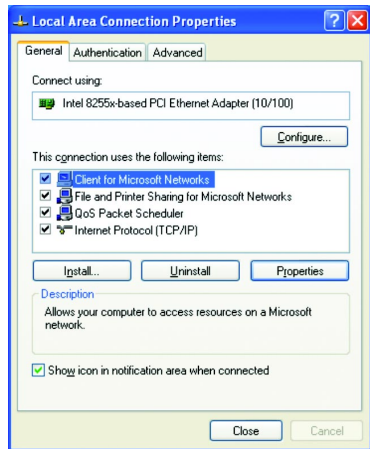 Local Area Connection Properties
General Authentication Advanced
Connect using:
Intel 8255x-based PCI Ethernet Adapter (10/100)
Configure...
This connection uses the following items:
Client for Microsoft Networks
File and Printer Sharing for Microsoft Networks
QoS Packet Scheduler
Internet Protocol (TCP/IP)
Install... Uninstall Properties
Description
Allows your computer to access resources on a Microsoft
network.
Show icon in notification area when connected
Close Cancel